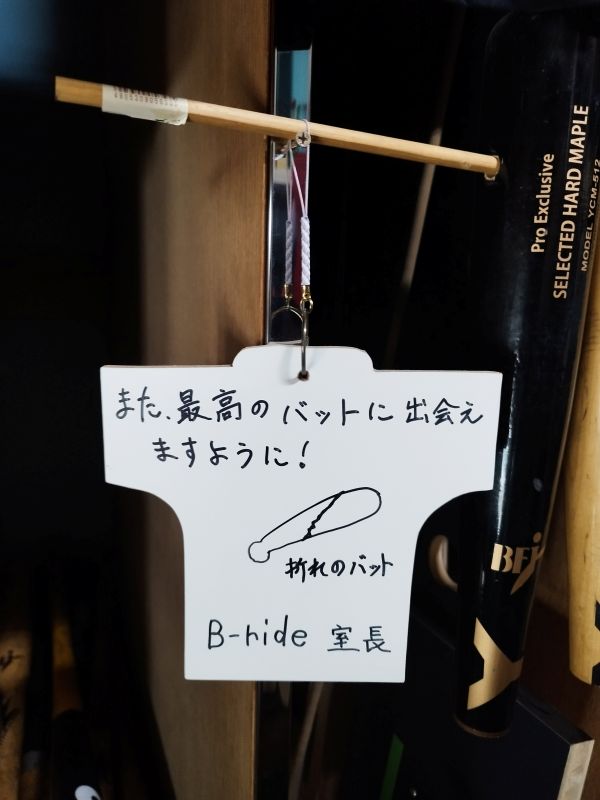 また、最高のバットに出会え
ますように！
折れのバット
B-hide 室長
Pro Exclusive
SELECTED HARD MAPLE
MODEL YCM-512